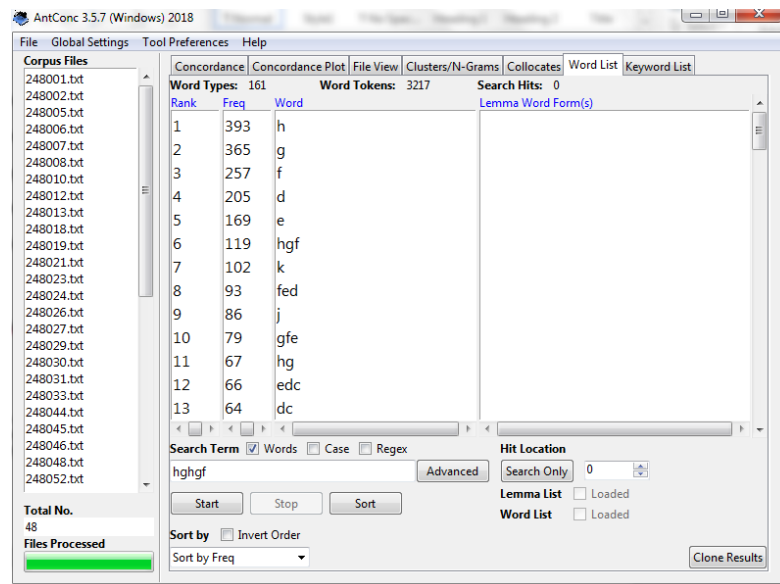 AntConc 3.5.7 (Windows) 2018
File Global Settings Tool Preferences Help
Corpus Files
248001.txt
248002.txt
248005.txt
248006.txt
248007.txt
248008.txt
248010.txt
248012.txt
248013.txt
248018.txt
248019.txt
248021.txt
248023.txt
248024.txt
248026.txt
248027.txt
248029.txt
248030.txt
248031.txt
248033.txt
248044.txt
248045.txt
248046.txt
248048.txt
248052.txt
Total No.
48
Files Processed
Concordance Concordance Plot File View Clusters/N-Grams Collocates Word List Keyword List
Word Types: 161 Word Tokens: 3217 Search Hits: 0
Rank Freq Word Lemma Word Form(s)
1 393 h
2 365 g
3 257 f
4 205 d
5 169 e
6 119 hgf
7 102 k
8 93 fed
9 86 j
10 79 gfe
11 67 hg
12 66 edc
13 64 dc
Search Term Words Case Regex Hit Location
hghgf Advanced Search Only 0
Start Stop Sort Lemma List Loaded
Word List Loaded
Sort by Invert Order
Sort by Freq Clone Results